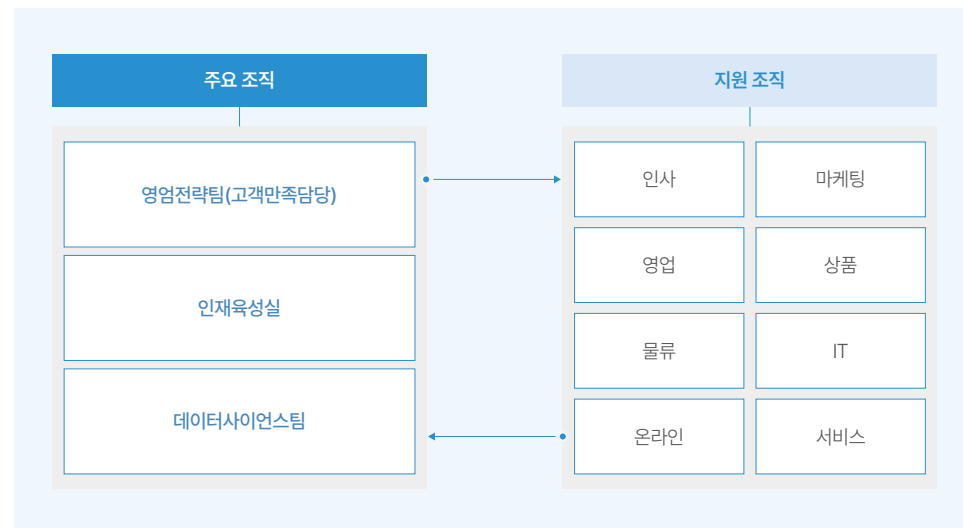 주요 조직
지원 조직
영엄전략팀(고객만족담당)
인재육성실
데이터사이언스팀
인사
마케팅
영업
상품
물류
IT
온라인
서비스